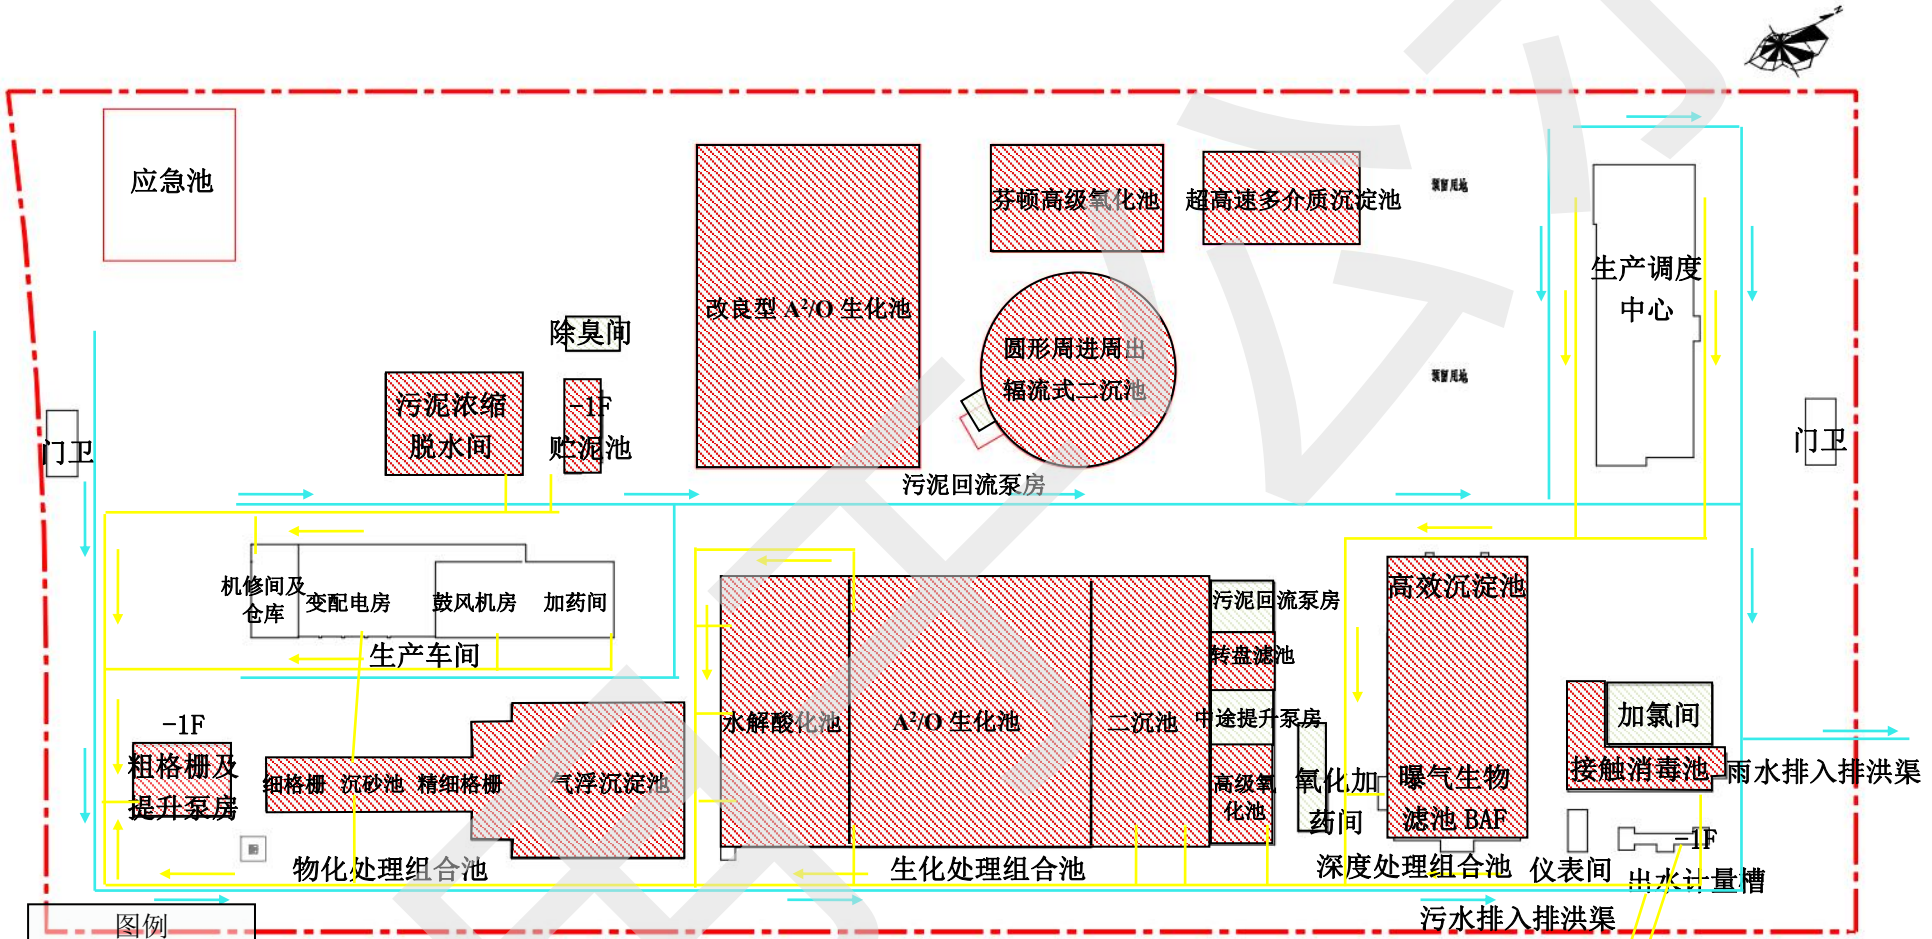 N
应急池
芬顿高级氧化池
超高速多介质沉淀池
预留用地
生产调度
中心
改良型 A²/O 生化池
除臭间
圆形周进周出
辐流式二沉池
预留用地
污泥浓缩
脱水间
-1F
贮泥池
门卫
门卫
污泥回流泵房
机修间及
仓库
变配电房
鼓风机房
加药间
生产车间
高效沉淀池
污泥回流泵房
转盘滤池
水解酸化池
A²/O 生化池
二沉池
中途提升泵房
加氯间
-1F
粗格栅及
提升泵房
细格栅
沉砂池
精细格栅
气浮沉淀池
高级氧
化池
氧化加
药间
曝气生物
滤池 BAF
接触消毒池
雨水排入排洪渠
-1F
物化处理组合池
生化处理组合池
深度处理组合池
仪表间
出水计量槽
污水排入排洪渠
图例